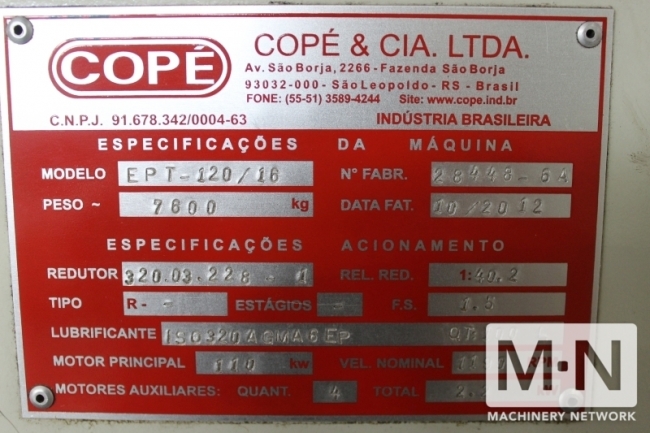 COPÉ
COPÉ & CIA. LTDA.
Av. São Borja, 2266 - Fazenda São Borja
93032-000 - São Leopoldo - RS - Brasil
FONE: (55-51) 3589-4244 Site: www.cope.ind.br
C.N.P.J. 91.678.342/0004-63 INDÚSTRIA BRASILEIRA
ESPECIFICAÇÕES DA MÁQUINA
MODELO EPT-120/16 Nº FABR. 28448-6A
PESO ~ 7800 kg DATA FAT. 10/2012
ESPECIFICAÇÕES ACIONAMENTO
REDUTOR 320.03.228 - 1 REL. RED. 1:40.2
TIPO R- - ESTÁGIOS - F.S. 1.5
LUBRIFICANTE ISO320AGMA6EP
MOTOR PRINCIPAL 110 kw VEL. NOMINAL
MOTORES AUXILIARES: QUANT. 4 TOTAL
M·N
MACHINERY NETWORK